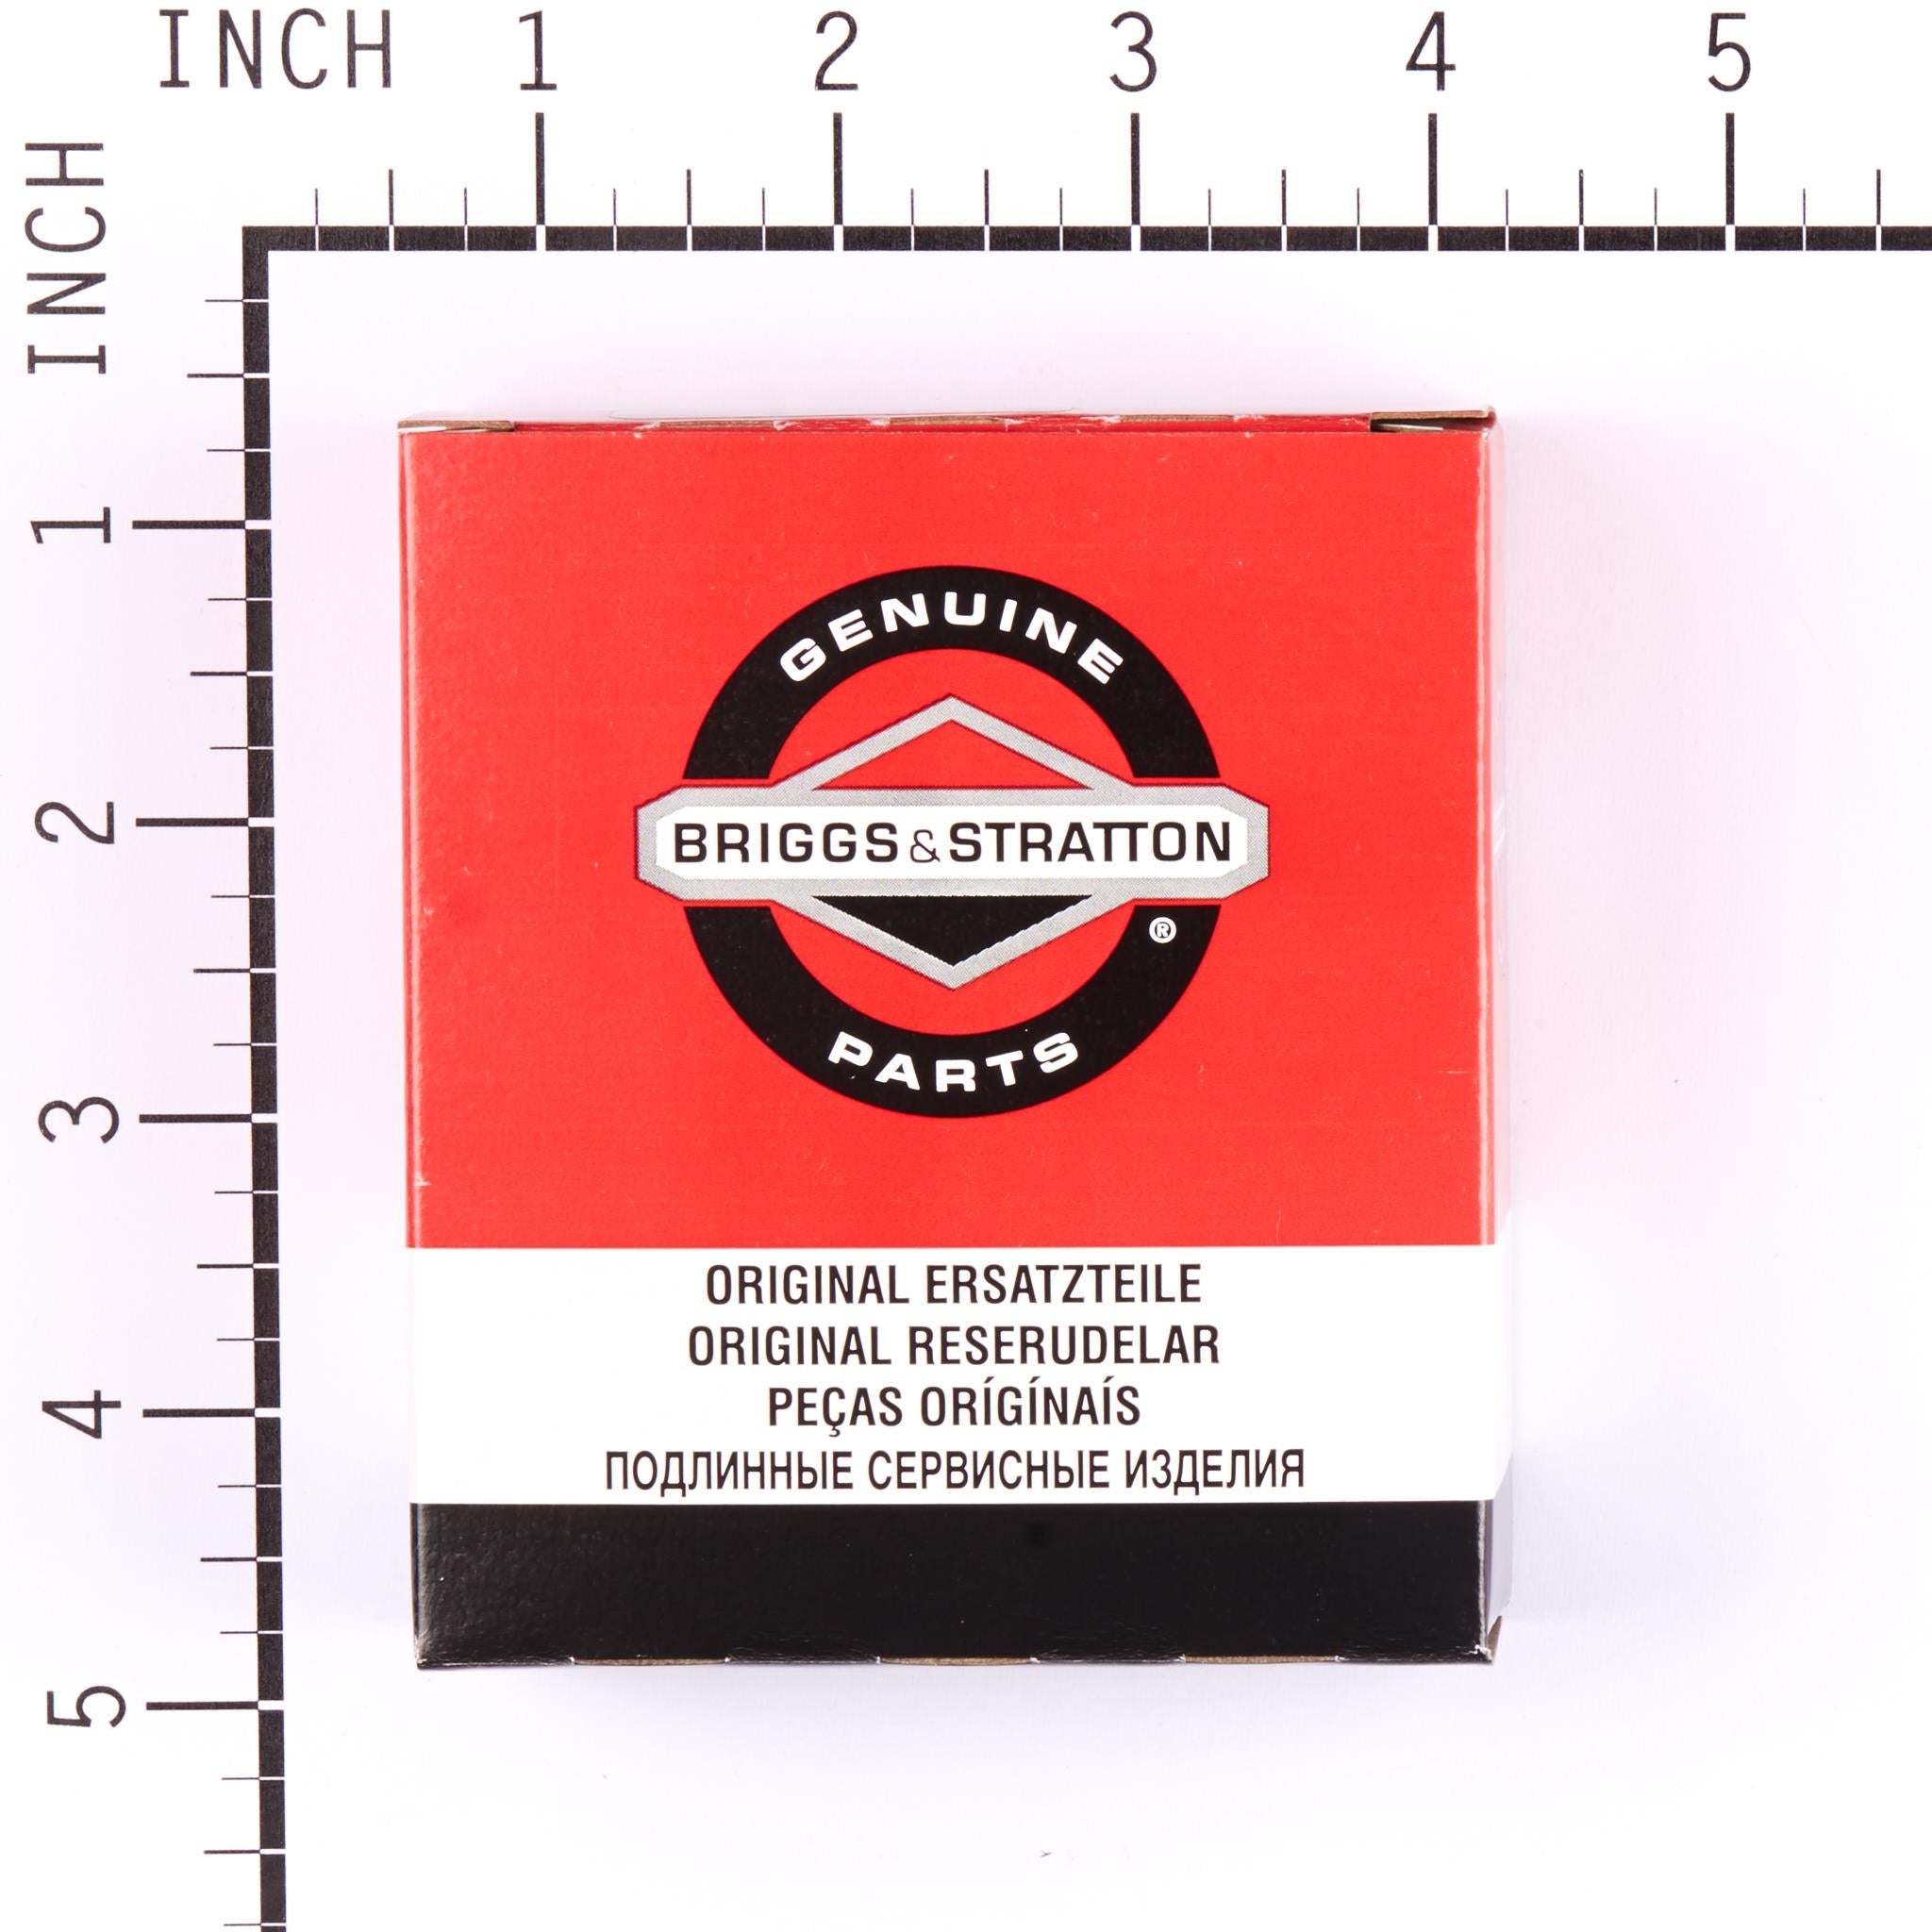 INCH 1 2 3 4 5
INCH 1 2 3 4 5
GENUINE
BRIGGS & STRATTON
®
PARTS
ORIGINAL ERSATZTEILE
ORIGINAL RESERUDELAR
PEÇAS ORÍGÍNAÍS
ПОДЛИННЫЕ СЕРВИСНЫЕ ИЗДЕЛИЯ